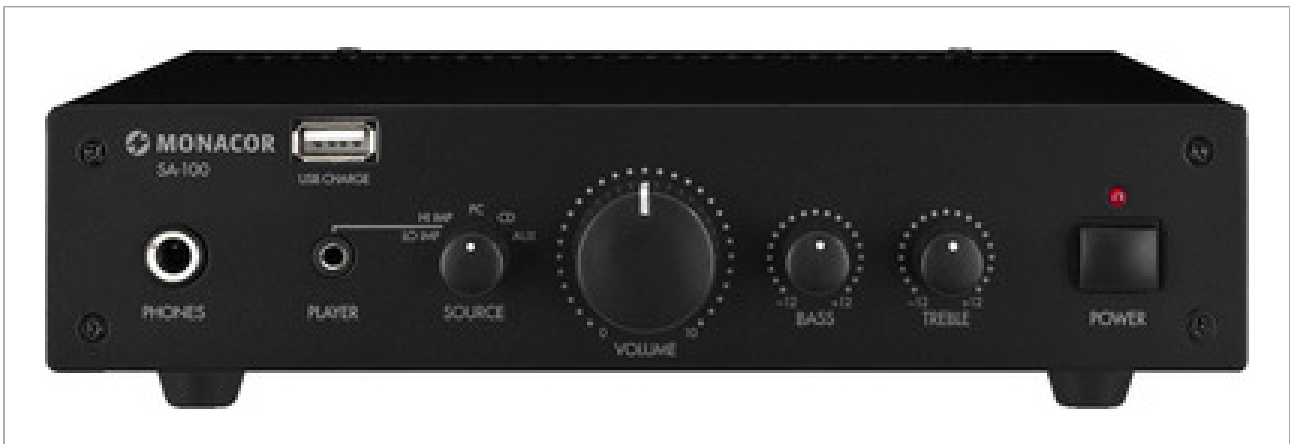 MONACOR
SA-100
USB CHARGE
PHONES
PLAYER
HI IMP
LO IMP
PC
CD
AUX
SOURCE
0
10
VOLUME
-12
+12
BASS
-12
+12
TREBLE
POWER